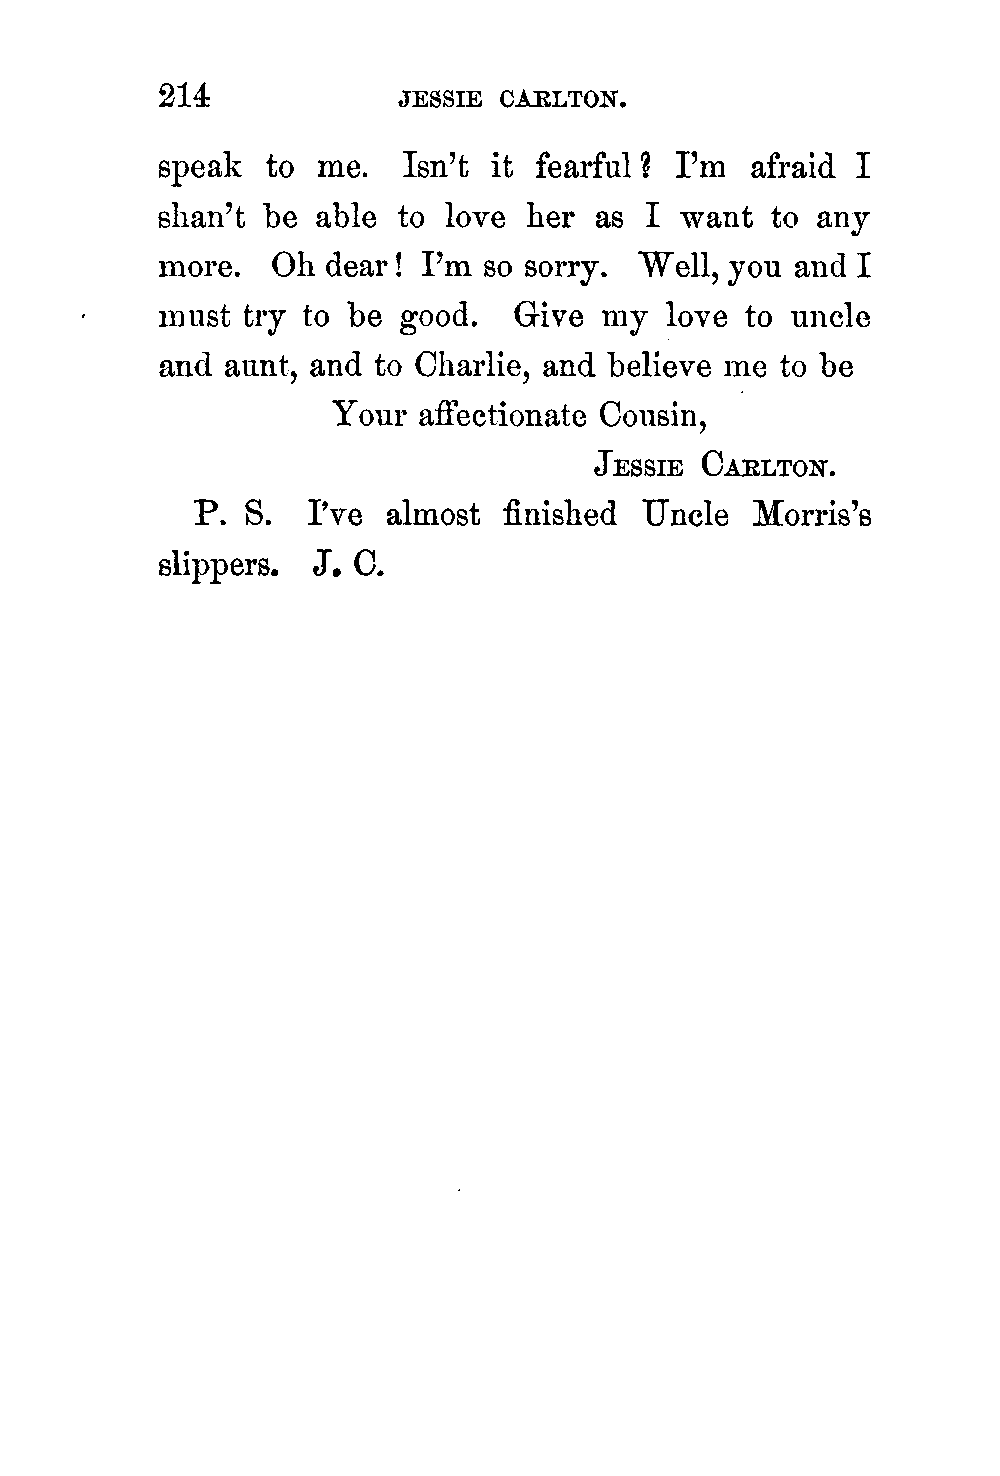 214 JESSIE CARLTON.
speak to me. Isn't it fearful? I'm afraid I
shan't be able to love her as I want to any
more. Oh dear! I'm so sorry. Well, you and I
must try to be good. Give my love to uncle
and aunt, and to Charlie, and believe me to be
Your affectionate Cousin,
JESSIE CARLTON.
P. S. I've almost finished Uncle Morris's
slippers. J. C.